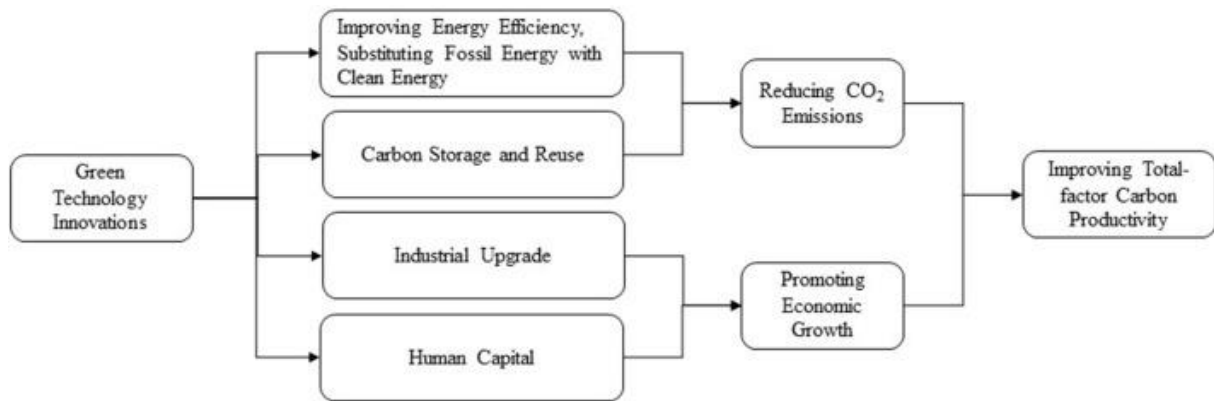 Improving Energy Efficiency,
Substituting Fossil Energy with
Clean Energy
Reducing CO₂
Emissions
Carbon Storage and Reuse
Green
Technology
Innovations
Improving Total-
factor Carbon
Productivity
Industrial Upgrade
Promoting
Economic
Growth
Human Capital